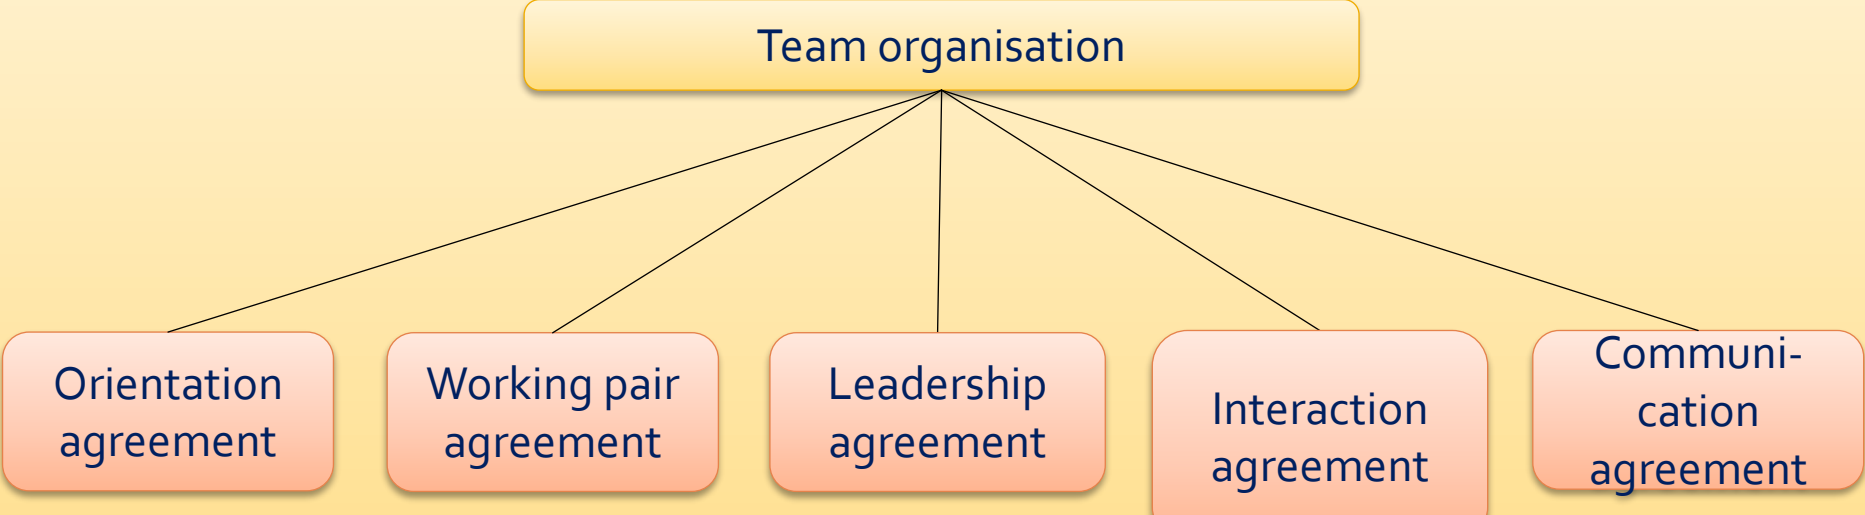 Team organisation
Orientation
agreement
Working pair
agreement
Leadership
agreement
Interaction
agreement
Communi-
cation
agreement